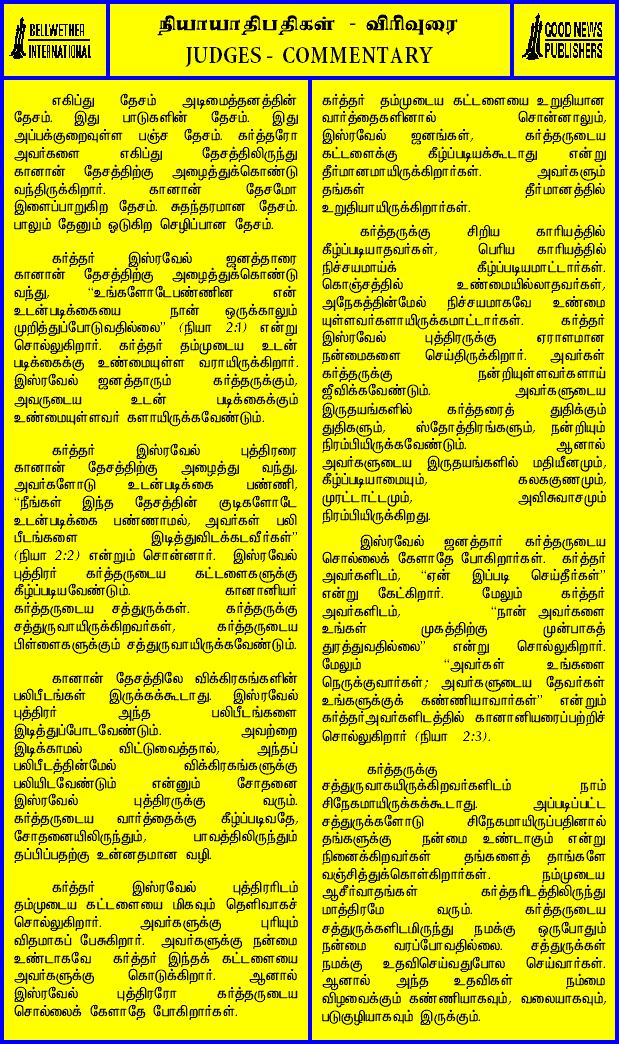 BELLWETHER
INTERNATIONAL
நியாயாதிபதிகள் - விரிவுரை
JUDGES - COMMENTARY
GOOD NEWS
PUBLISHERS
எகிப்து தேசம் அடிமைத்தனத்தின்
தேசம். இது பாடுகளின் தேசம். இது
அப்பக்குறைவுள்ள பஞ்ச தேசம். கர்த்தரோ
அவர்களை எகிப்து தேசத்திலிருந்து
கானான் தேசத்திற்கு அழைத்துக்கொண்டு
வந்திருக்கிறார். கானான் தேசமோ
இளைப்பாறுகிற தேசம். சுதந்தரமான தேசம்.
பாலும் தேனும் ஓடுகிற செழிப்பான தேசம்.
கர்த்தர் இஸ்ரவேல் ஜனத்தாரை
கானான் தேசத்திற்கு அழைத்துக்கொண்டு
வந்து, “உங்களோடேபண்ணின என்
உடன்படிக்கையை நான் ஒருக்காலும்
முறித்துப்போடுவதில்லை” (நியா 2:1) என்று
சொல்லுகிறார். கர்த்தர் தம்முடைய உடன்
படிக்கைக்கு உண்மையுள்ள வராயிருக்கிறார்.
இஸ்ரவேல் ஜனத்தாரும் கர்த்தருக்கும்,
அவருடைய உடன் படிக்கைக்கும்
உண்மையுள்ளவர் களாயிருக்கவேண்டும்.
கர்த்தர் இஸ்ரவேல் புத்திரரை
கானான் தேசத்திற்கு அழைத்து வந்து,
அவர்களோடு உடன்படிக்கை பண்ணி,
“நீங்கள் இந்த தேசத்தின் குடிகளோடே
உடன்படிக்கை பண்ணாமல், அவர்கள் பலி
பீடங்களை இடித்துவிடக்கடவீர்கள்”
(நியா 2:2) என்றும் சொன்னார். இஸ்ரவேல்
புத்திரர் கர்த்தருடைய கட்டளைகளுக்கு
கீழ்ப்படியவேண்டும். கானானியர்
கர்த்தருடைய சத்துருக்கள். கர்த்தருக்கு
சத்துருவாயிருக்கிறவர்கள், கர்த்தருடைய
பிள்ளைகளுக்கும் சத்துருவாயிருக்கவேண்டும்.
கானான் தேசத்திலே விக்கிரகங்களின்
பலிபீடங்கள் இருக்கக்கூடாது. இஸ்ரவேல்
புத்திரர் அந்த பலிபீடங்களை
இடித்துப்போடவேண்டும். அவற்றை
இடிக்காமல் விட்டுவைத்தால், அந்தப்
பலிபீடத்தின்மேல் விக்கிரகங்களுக்கு
பலியிடவேண்டும் என்னும் சோதனை
இஸ்ரவேல் புத்திரருக்கு வரும்.
கர்த்தருடைய வார்த்தைக்கு கீழ்ப்படிவதே,
சோதனையிலிருந்தும், பாவத்திலிருந்தும்
தப்பிப்பதற்கு உன்னதமான வழி.
கர்த்தர் இஸ்ரவேல் புத்திரரிடம்
தம்முடைய கட்டளையை மிகவும் தெளிவாகச்
சொல்லுகிறார். அவர்களுக்கு புரியும்
விதமாகப் பேசுகிறார். அவர்களுக்கு நன்மை
உண்டாகவே கர்த்தர் இந்தக் கட்டளையை
அவர்களுக்கு கொடுக்கிறார். ஆனால்
இஸ்ரவேல் புத்திரரோ கர்த்தருடைய
சொல்லைக் கேளாதே போகிறார்கள்.
கர்த்தர் தம்முடைய கட்டளையை உறுதியான
வார்த்தைகளினால் சொன்னாலும்,
இஸ்ரவேல் ஜனங்கள், கர்த்தருடைய
கட்டளைக்கு கீழ்ப்படியக்கூடாது என்று
தீர்மானமாயிருக்கிறார்கள். அவர்களும்
தங்கள் தீர்மானத்தில்
உறுதியாயிருக்கிறார்கள்.
கர்த்தருக்கு சிறிய காரியத்தில்
கீழ்ப்படியாதவர்கள், பெரிய காரியத்தில்
நிச்சயமாய்க் கீழ்ப்படியமாட்டார்கள்.
கொஞ்சத்தில் உண்மையில்லாதவர்கள்,
அநேகத்தின்மேல் நிச்சயமாகவே உண்மை
யுள்ளவர்களாயிருக்கமாட்டார்கள். கர்த்தர்
இஸ்ரவேல் புத்திரருக்கு ஏராளமான
நன்மைகளை செய்திருக்கிறார். அவர்கள்
கர்த்தருக்கு நன்றியுள்ளவர்களாய்
ஜீவிக்கவேண்டும். அவர்களுடைய
இருதயங்களில் கர்த்தரைத் துதிக்கும்
துதிகளும், ஸ்தோத்திரங்களும், நன்றியும்
நிரம்பியிருக்கவேண்டும். ஆனால்
அவர்களுடைய இருதயங்களில் மதியீனமும்,
கீழ்ப்படியாமையும், கலககுணமும்,
முரட்டாட்டமும், அவிசுவாசமும்
நிரம்பியிருக்கிறது.
இஸ்ரவேல் ஜனத்தார் கர்த்தருடைய
சொல்லைக் கேளாதே போகிறார்கள். கர்த்தர்
அவர்களிடம், “ஏன் இப்படி செய்தீர்கள்”
என்று கேட்கிறார். மேலும் கர்த்தர்
அவர்களிடம், “நான் அவர்களை
உங்கள் முகத்திற்கு முன்பாகத்
துரத்துவதில்லை” என்று சொல்லுகிறார்.
மேலும் “அவர்கள் உங்களை
நெருக்குவார்கள்; அவர்களுடைய தேவர்கள்
உங்களுக்குக் கண்ணியாவார்கள்” என்றும்
கர்த்தர்அவர்களிடத்தில் கானானியரைப்பற்றிச்
சொல்லுகிறார் (நியா 2:3).
கர்த்தருக்கு
சத்துருவாகயிருக்கிறவர்களிடம் நாம்
சிநேகமாயிருக்கக்கூடாது. அப்படிப்பட்ட
சத்துருக்களோடு சிநேகமாயிருப்பதினால்
தங்களுக்கு நன்மை உண்டாகும் என்று
நினைக்கிறவர்கள் தங்களைத் தாங்களே
வஞ்சித்துக்கொள்கிறார்கள். நம்முடைய
ஆசீர்வாதங்கள் கர்த்தரிடத்திலிருந்து
மாத்திரமே வரும். கர்த்தருடைய
சத்துருக்களிடமிருந்து நமக்கு ஒருபோதும்
நன்மை வரப்போவதில்லை. சத்துருக்கள்
நமக்கு உதவிசெய்வதுபோல செய்வார்கள்.
ஆனால் அந்த உதவிகள் நம்மை
விழவைக்கும் கண்ணியாகவும், வலையாகவும்,
படுகுழியாகவும் இருக்கும்.